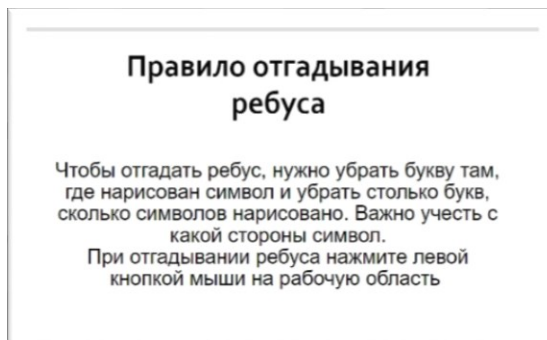 Правило отгадывания
ребуса
Чтобы отгадать ребус, нужно убрать букву там,
где нарисован символ и убрать столько букв,
сколько символов нарисовано. Важно учесть с
какой стороны символ.
При отгадывании ребуса нажмите левой
кнопкой мыши на рабочую область